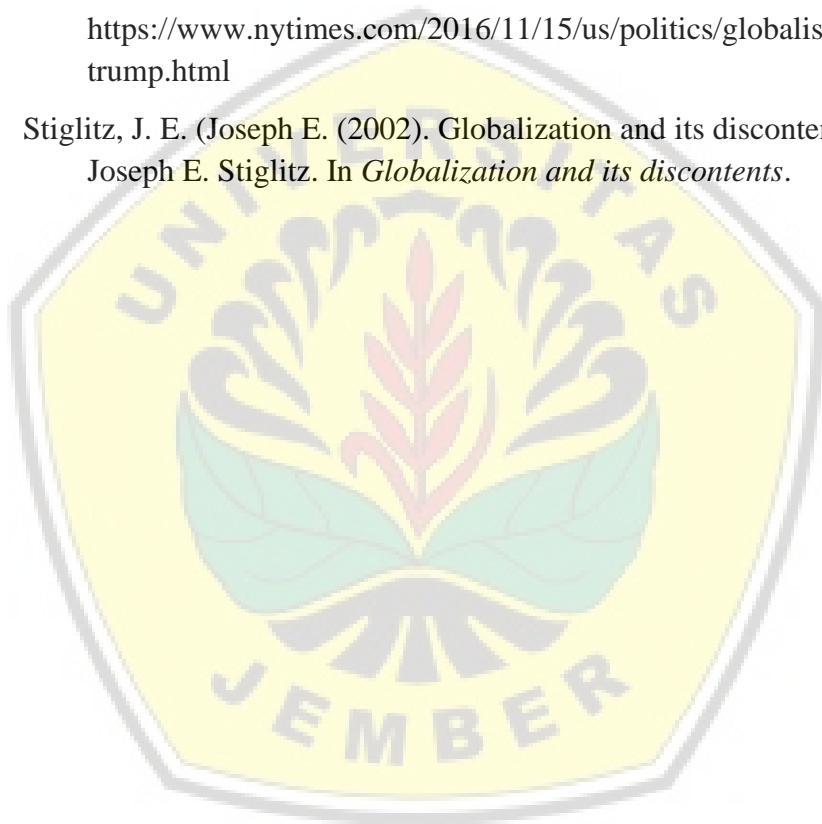 https://www.nytimes.com/2016/11/15/us/politics/globalis
trump.html
Stiglitz, J. E. (Joseph E. (2002). Globalization and its disconte
Joseph E. Stiglitz. In Globalization and its discontents.
UNIVERSITAS
JEMBER